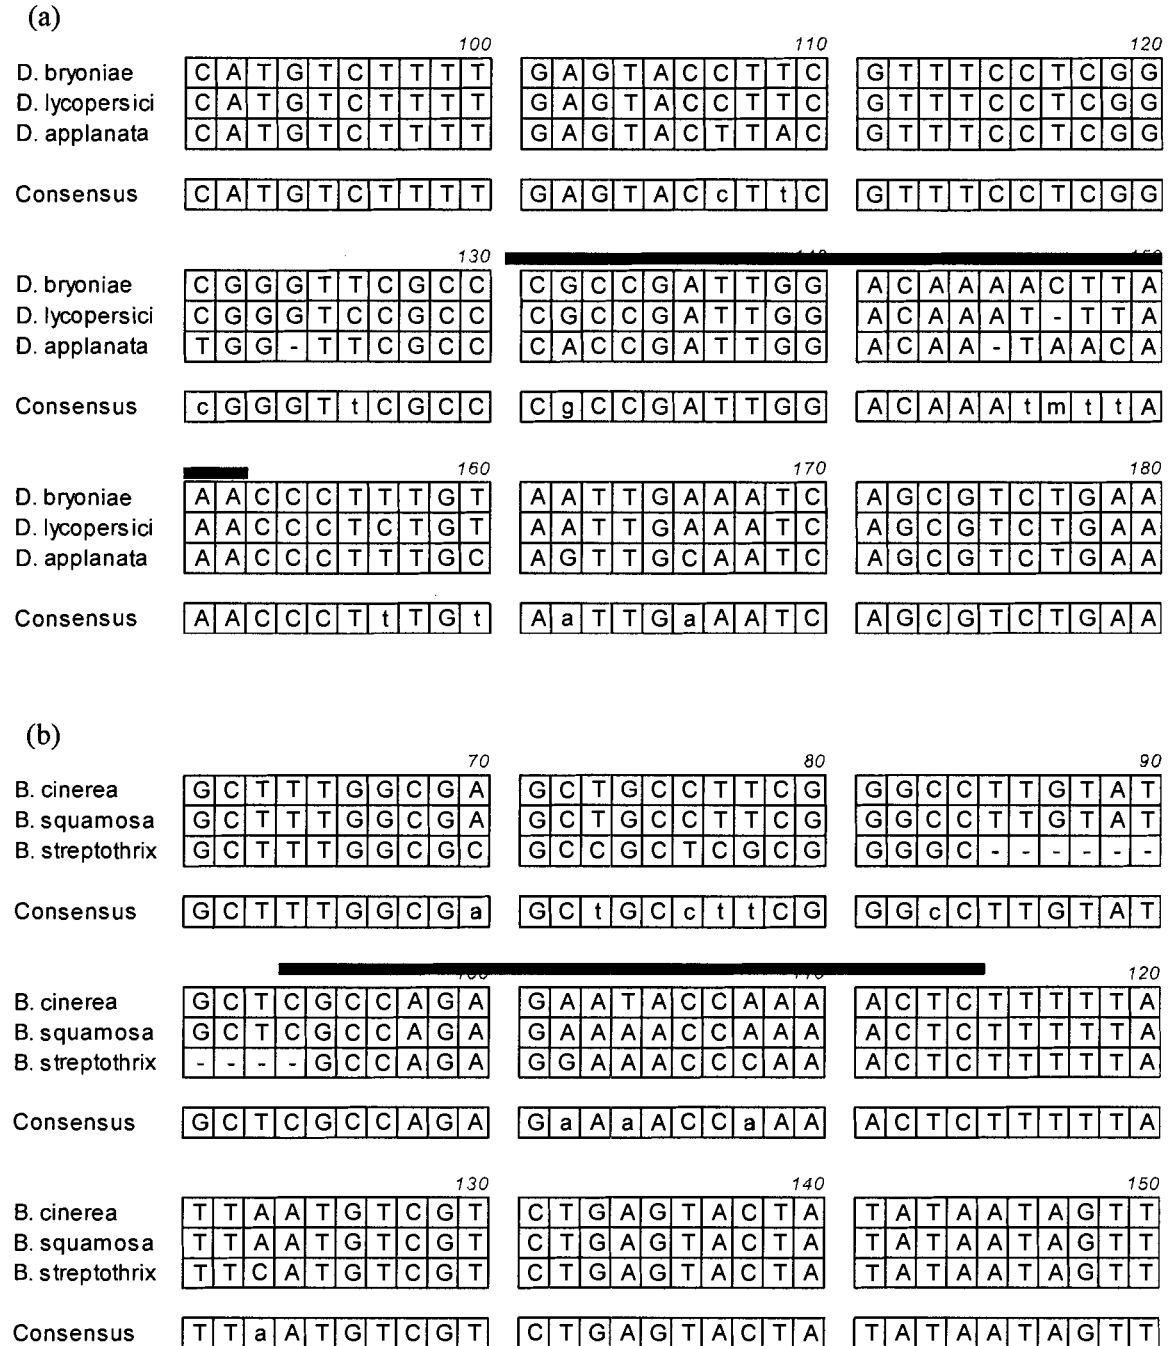 (a)
100 110 120
D. bryoniae C A T G T C T T T T G A G T A C C T T C G T T T C C T C G G
D. lycopersici C A T G T C T T T T G A G T A C C T T C G T T T C C T C G G
D. applanata C A T G T C T T T T G A G T A C T T A C G T T T C C T C G G
Consensus C A T G T C T T T T G A G T A C c T t C G T T T C C T C G G
130
D. bryoniae C G G G T T C G C C C G C C G A T T G G A C A A A A C T T A
D. lycopersici C G G G T C C G C C C G C C G A T T G G A C A A A T - T T A
D. applanata T G G - T T C G C C C A C C G A T T G G A C A A - T A A C A
Consensus c G G G T t C G C C C g C C G A T T G G A C A A A t m t t A
160 170 180
D. bryoniae A A C C C T T T G T A A T T G A A A T C A G C G T C T G A A
D. lycopersici A A C C C T C T G T A A T T G A A A T C A G C G T C T G A A
D. applanata A A C C C T T T G C A G T T G C A A T C A G C G T C T G A A
Consensus A A C C C T t T G t A a T T G a A A T C A G C G T C T G A A
(b)
70 80 90
B. cinerea G C T T T G G C G A G C T G C C T T C G G G C C T T G T A T
B. squamosa G C T T T G G C G A G C T G C C T T C G G G C C T T G T A T
B. streptothrix G C T T T G G C G C G C C G C T C G C G G G G C - - - - - -
Consensus G C T T T G G C G a G C t G C c t t C G G G c C T T G T A T
120
B. cinerea G C T C G C C A G A G A A T A C C A A A A C T C T T T T T A
B. squamosa G C T C G C C A G A G A A A A C C A A A A C T C T T T T T A
B. streptothrix - - - - G C C A G A G G A A A C C C A A A C T C T T T T T A
Consensus G C T C G C C A G A G a A a A C C a A A A C T C T T T T T A
130 140 150
B. cinerea T T A A T G T C G T C T G A G T A C T A T A T A A T A G T T
B. squamosa T T A A T G T C G T C T G A G T A C T A T A T A A T A G T T
B. streptothrix T T C A T G T C G T C T G A G T A C T A T A T A A T A G T T
Consensus T T a A T G T C G T C T G A G T A C T A T A T A A T A G T T